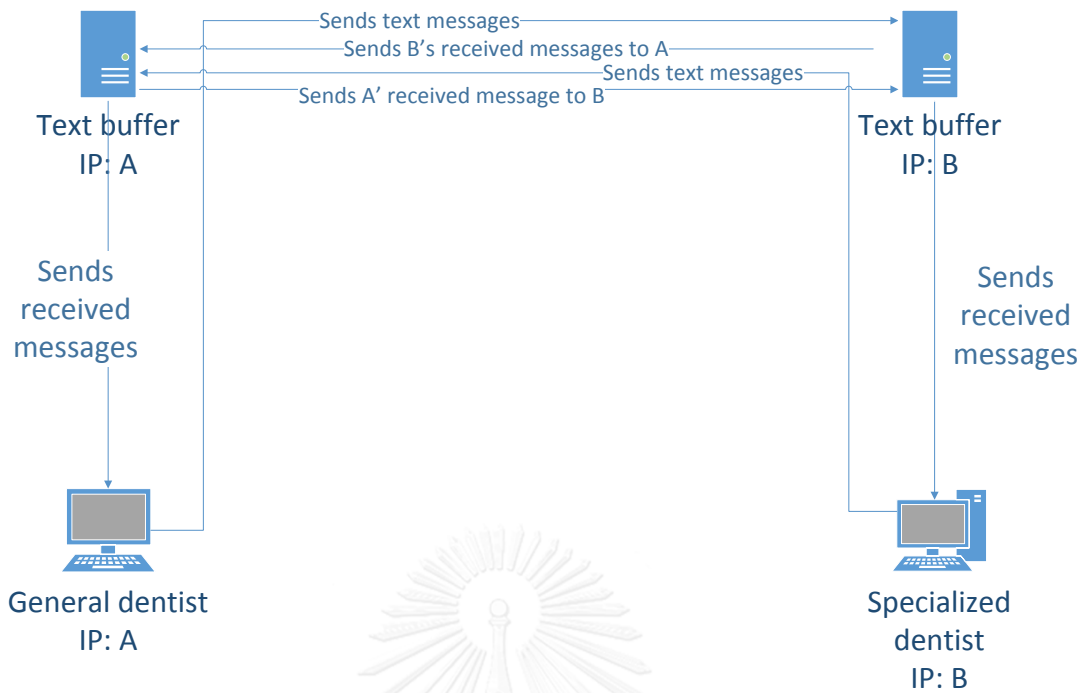 Sends text messages
Sends B's received messages to A
Sends text messages
Sends A' received message to B
Text buffer
IP: A
Text buffer
IP: B
Sends
received
messages
Sends
received
messages
General dentist
IP: A
Specialized
dentist
IP: B